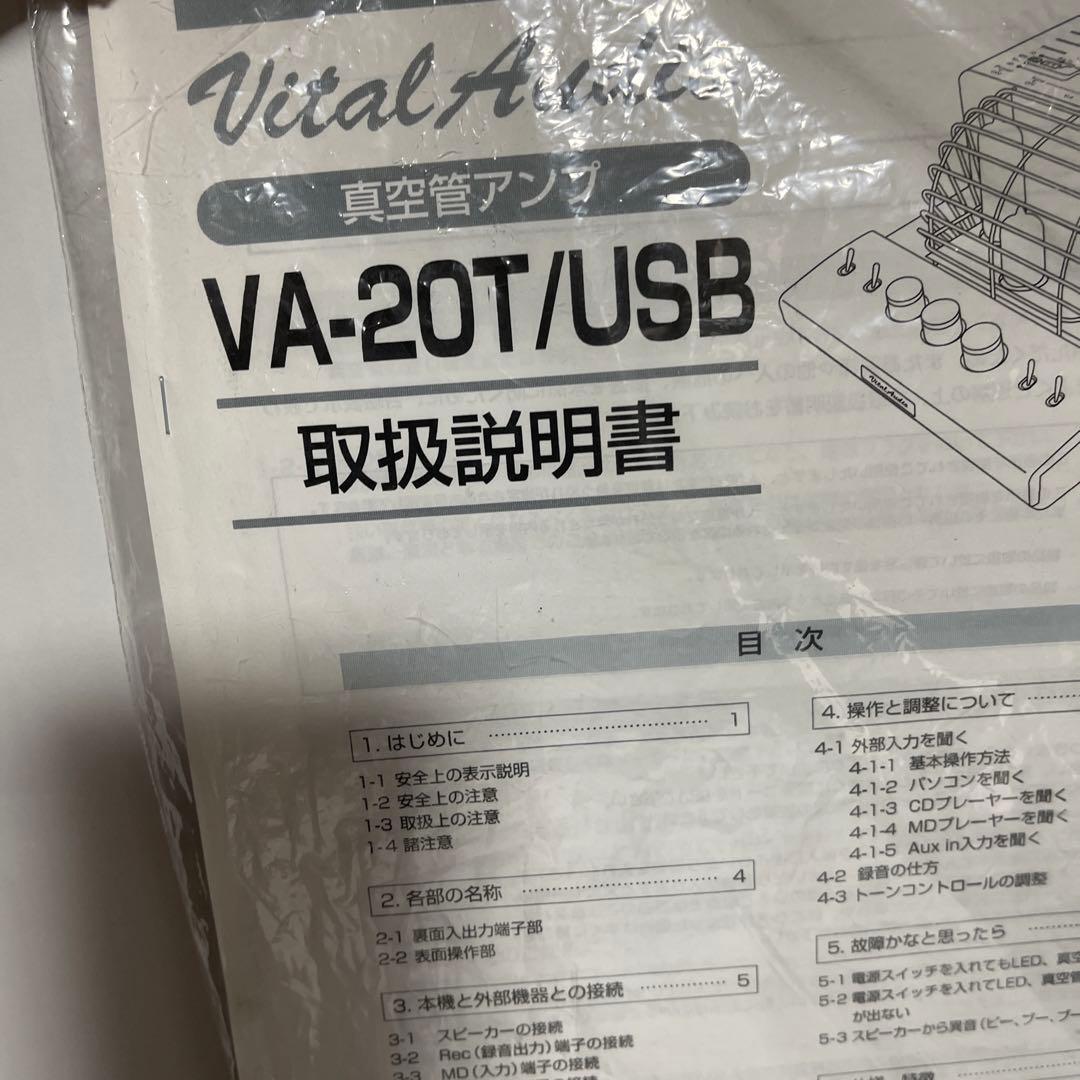 Vital Audio
真空管アンプ
VA-20T/USB
取扱説明書
Vital Audio
目 次
1. はじめに ………………………… 1
1-1 安全上の表示説明
1-2 安全上の注意
1-3 取扱上の注意
1-4 諸注意
2. 各部の名称 ………………………… 4
2-1 裏面入出力端子部
2-2 表面操作部
3. 本機と外部機器との接続 ……………… 5
3-1 スピーカーの接続
3-2 Rec(録音出力)端子の接続
3-3 MD(入力)端子の接続
4. 操作と調整について ………
4-1 外部入力を聞く
4-1-1 基本操作方法
4-1-2 パソコンを聞く
4-1-3 CDプレーヤーを聞く
4-1-4 MDプレーヤーを聞く
4-1-5 Aux in入力を聞く
4-2 録音の仕方
4-3 トーンコントロールの調整
5. 故障かなと思ったら ………
5-1 電源スイッチを入れてもLED、真空
5-2 電源スイッチを入れてLED、真空管
が出ない
5-3 スピーカーから異音(ピー、ブー、ブー